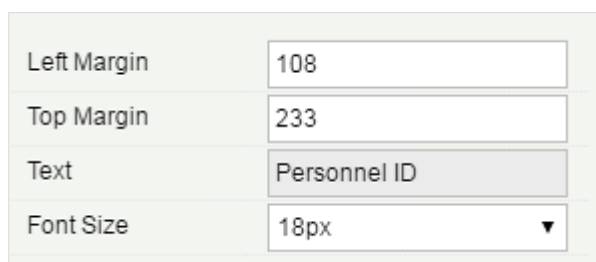 Left Margin 108
Top Margin 233
Text Personnel ID
Font Size 18px